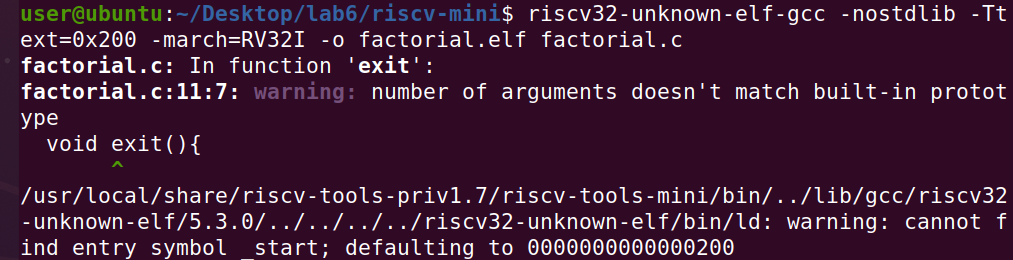 user@ubuntu:~/Desktop/lab6/riscv-mini$ riscv32-unknown-elf-gcc -nostdlib -Tt
ext=0x200 -march=RV32I -o factorial.elf factorial.c
factorial.c: In function 'exit':
factorial.c:11:7: warning: number of arguments doesn't match built-in protot
ype
  void exit(){
       ^
/usr/local/share/riscv-tools-priv1.7/riscv-tools-mini/bin/../lib/gcc/riscv32
-unknown-elf/5.3.0/../../../../riscv32-unknown-elf/bin/ld: warning: cannot f
ind entry symbol _start; defaulting to 0000000000000200